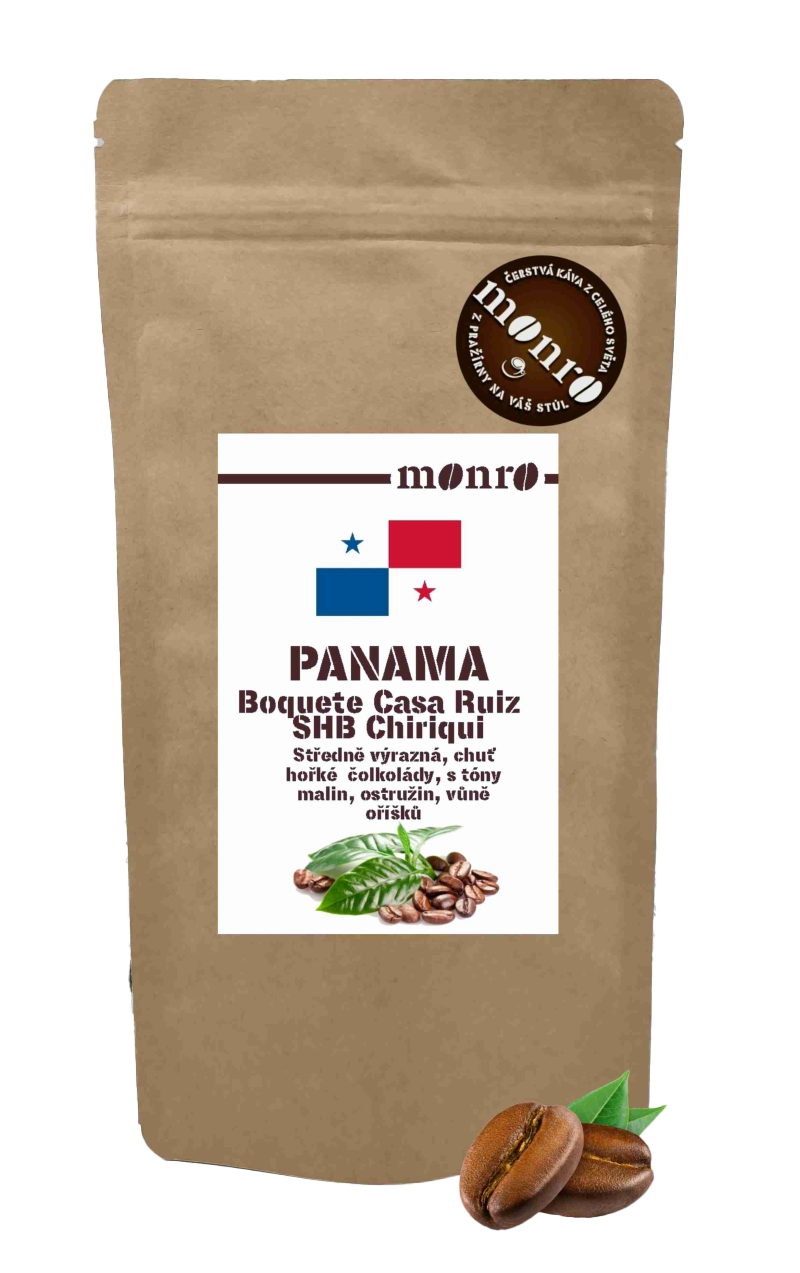 ČERSTVÁ KÁVA Z CELÉHO SVĚTA
monro
Z PRAŽÍRNY NA VÁŠ STŮL
monro
PANAMA
Boquete Casa Ruiz
SHB Chiriqui
Středně výrazná, chuť
hořké čolkolády, s tóny
malin, ostružin, vůně
oříšků